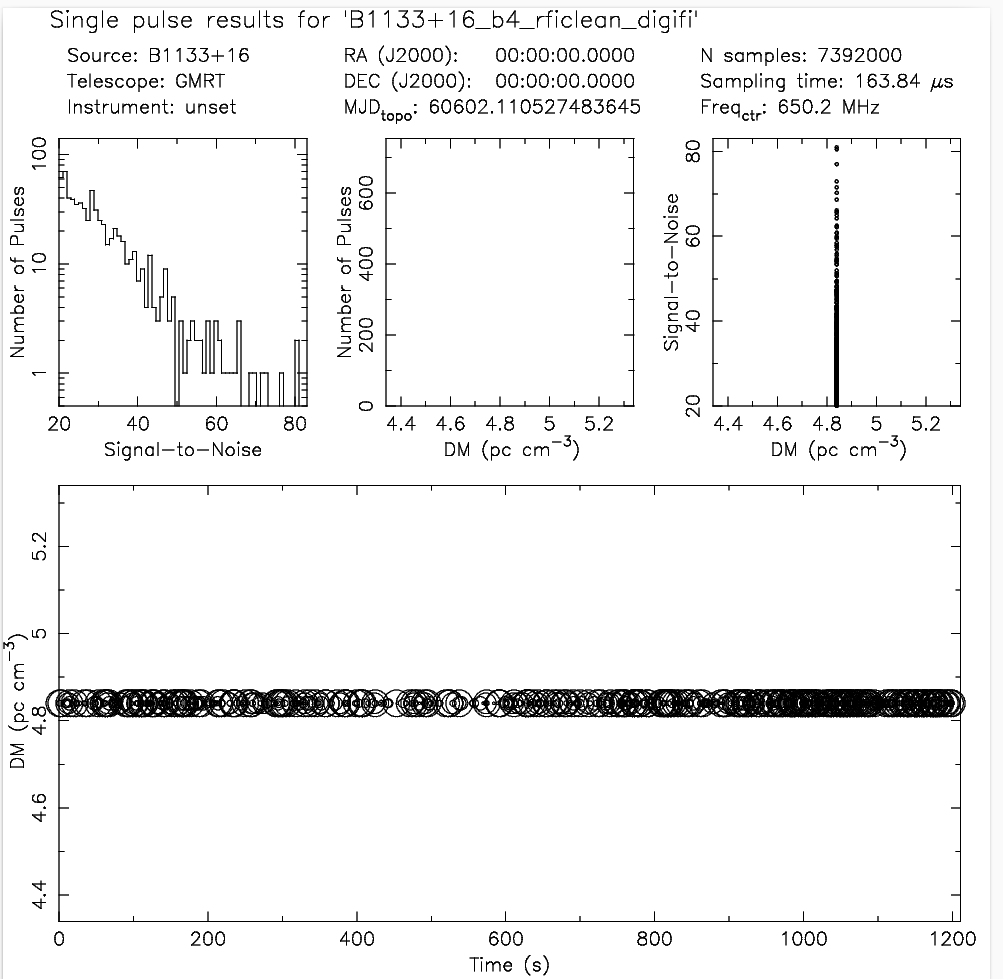 Single pulse results for 'B1133+16_b4_rficlean_digifi'
Source: B1133+16 RA (J2000): 00:00:00.0000 N samples: 7392000
Telescope: GMRT DEC (J2000): 00:00:00.0000 Sampling time: 163.84 μs
Instrument: unset MJD_topo: 60602.110527483645 Freq_ctr: 650.2 MHz
Number of Pulses
1 10 100
20 40 60 80
Signal-to-Noise
Number of Pulses
0 200 400 600
4.4 4.6 4.8 5 5.2
DM (pc cm^-3)
Signal-to-Noise
20 40 60 80
4.4 4.6 4.8 5 5.2
DM (pc cm^-3)
DM (pc cm^-3)
4.4 4.6 4.8 5 5.2
0 200 400 600 800 1000 1200
Time (s)